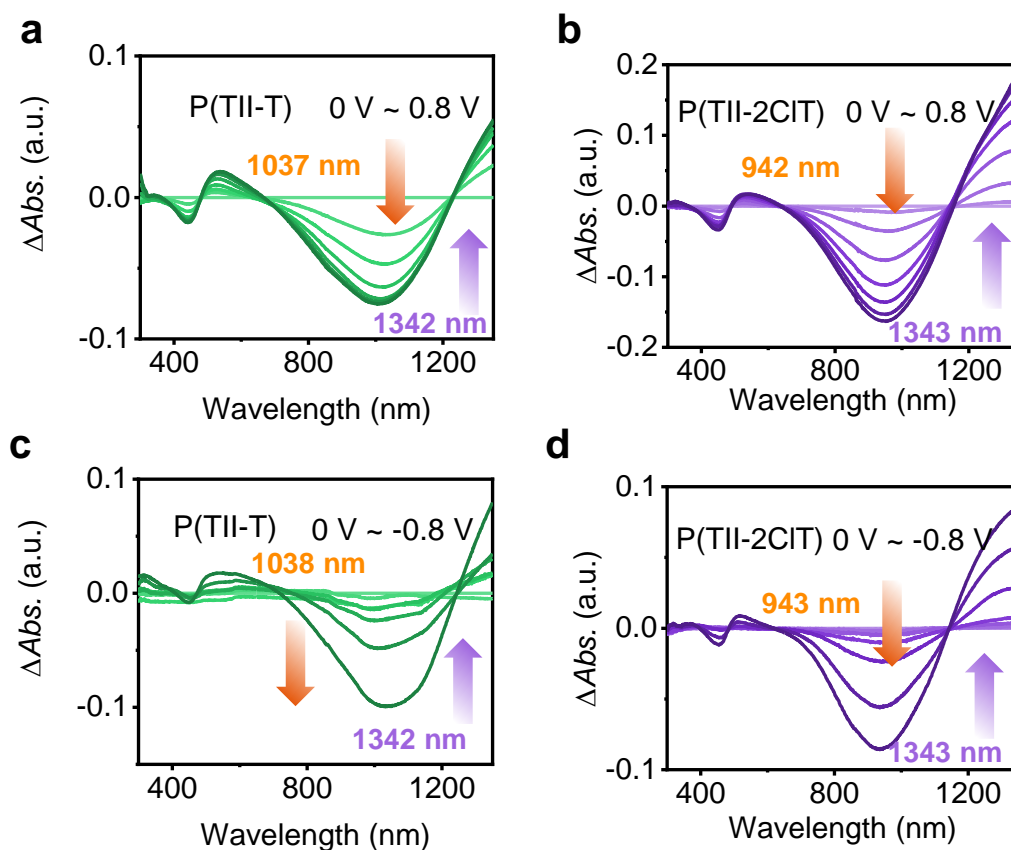 a
P(TII-T) 0 V ~ 0.8 V
1037 nm
1342 nm
ΔAbs. (a.u.)
0.1
0.0
-0.1
400 800 1200
Wavelength (nm)
b
P(TII-2ClT) 0 V ~ 0.8 V
942 nm
1343 nm
ΔAbs. (a.u.)
0.2
0.1
0.0
-0.1
-0.2
400 800 1200
Wavelength (nm)
c
P(TII-T) 0 V ~ -0.8 V
1038 nm
1342 nm
ΔAbs. (a.u.)
0.1
0.0
-0.1
400 800 1200
Wavelength (nm)
d
P(TII-2ClT) 0 V ~ -0.8 V
943 nm
1343 nm
ΔAbs. (a.u.)
0.1
0.0
-0.1
400 800 1200
Wavelength (nm)